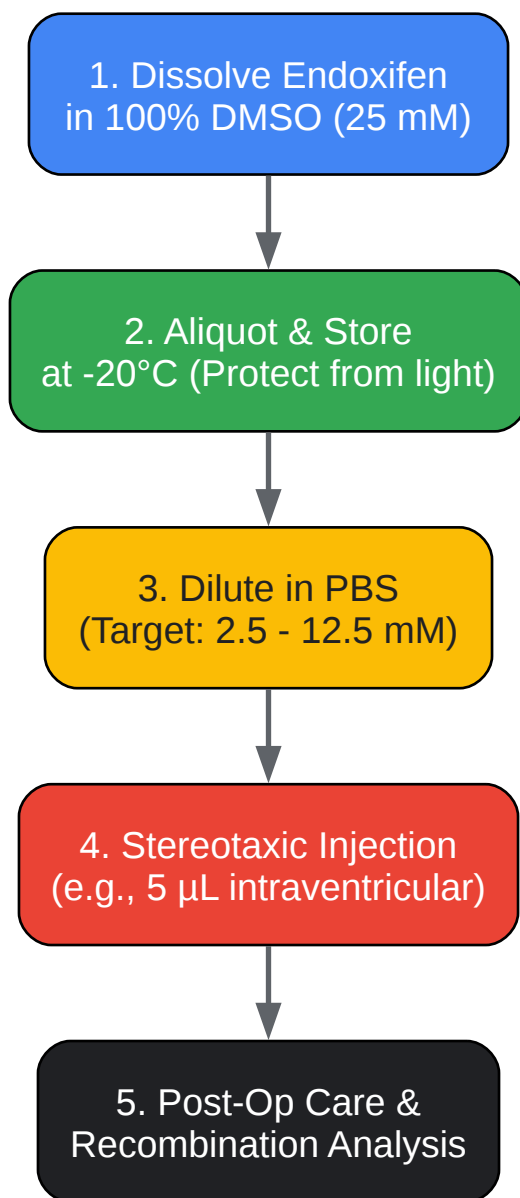 1. Dissolve Endoxifen
in 100% DMSO (25 mM)
2. Aliquot & Store
at -20°C (Protect from light)
3. Dilute in PBS
(Target: 2.5 - 12.5 mM)
4. Stereotaxic Injection
(e.g., 5 µL intraventricular)
5. Post-Op Care &
Recombination Analysis